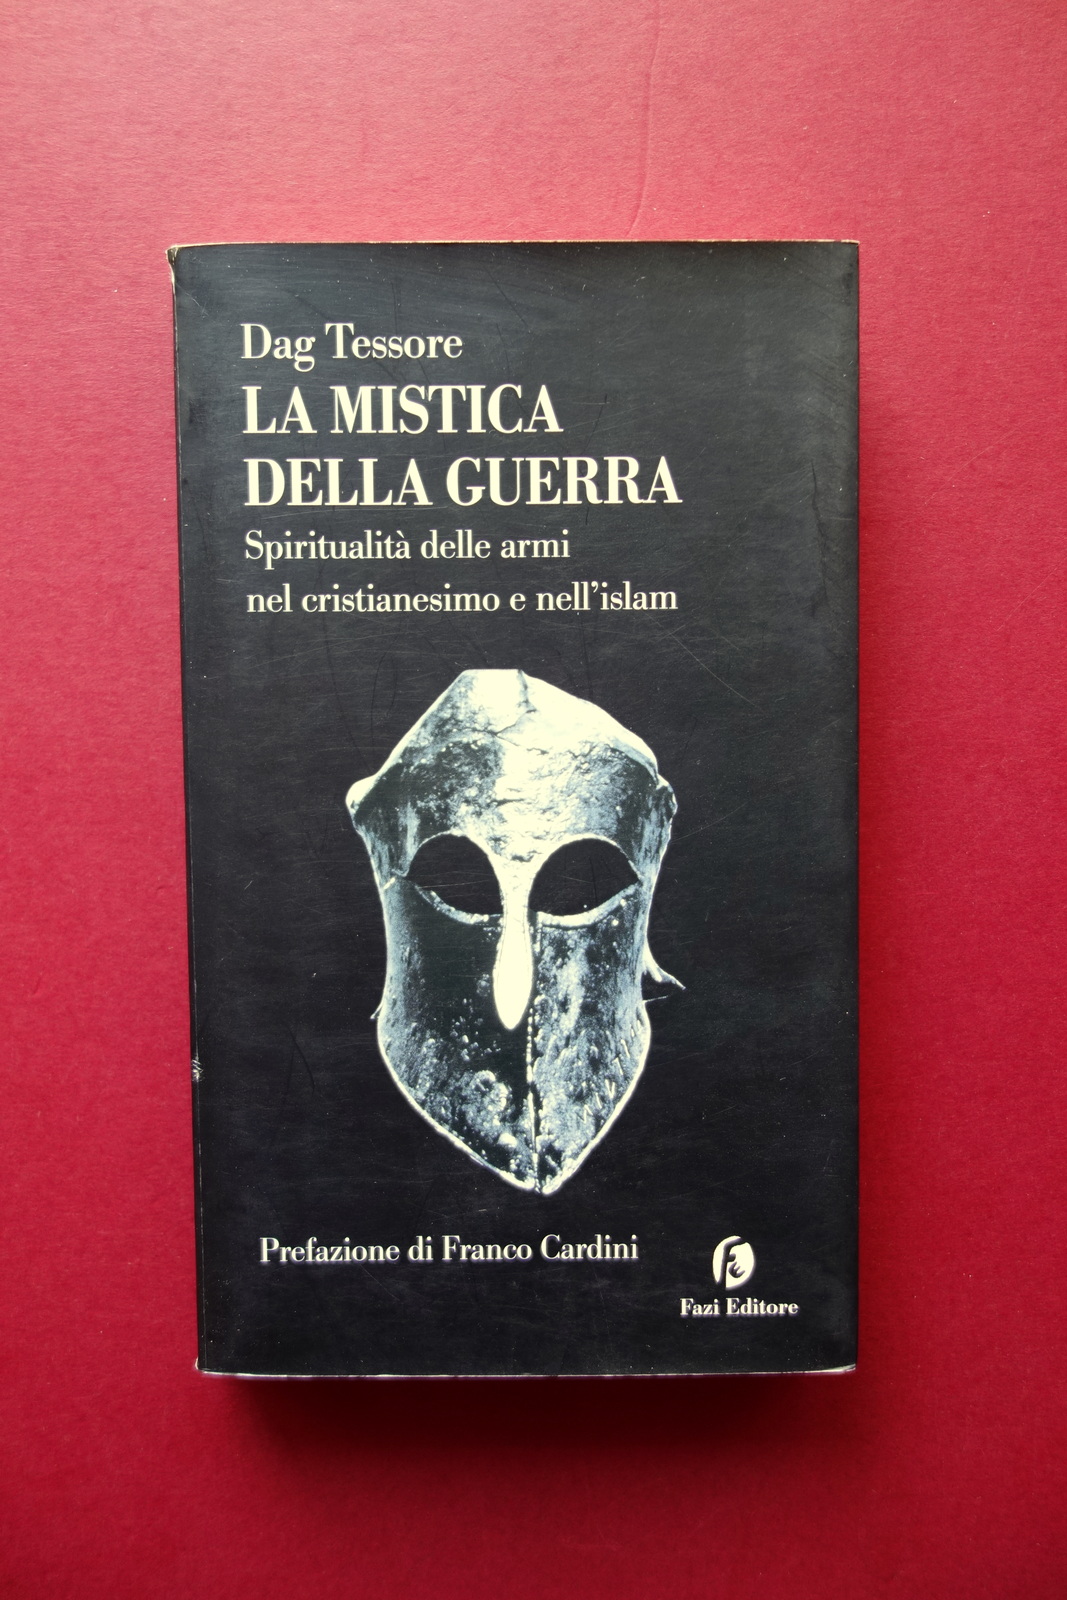 Dag Tessore
LA MISTICA
DELLA GUERRA
Spiritualità delle armi
nel cristianesimo e nell'islam
Prefazione di Franco Cardini
Fe
Fazi Editore